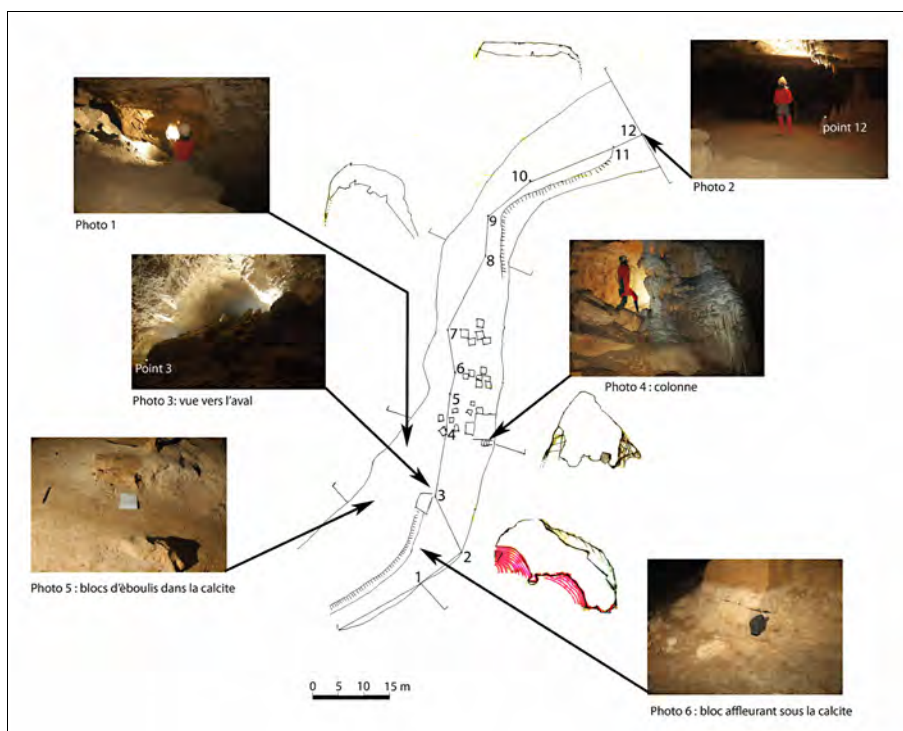 point 12
Photo 2
Photo 1
12
11
10
9
8
7
6
5
4
3
2
1
Point 3
Photo 3: vue vers l'aval
Photo 4 : colonne
Photo 5 : blocs d'èboulis dans la calcite
0 5 10 15 m
Photo 6 : bloc affleurant sous la calcite